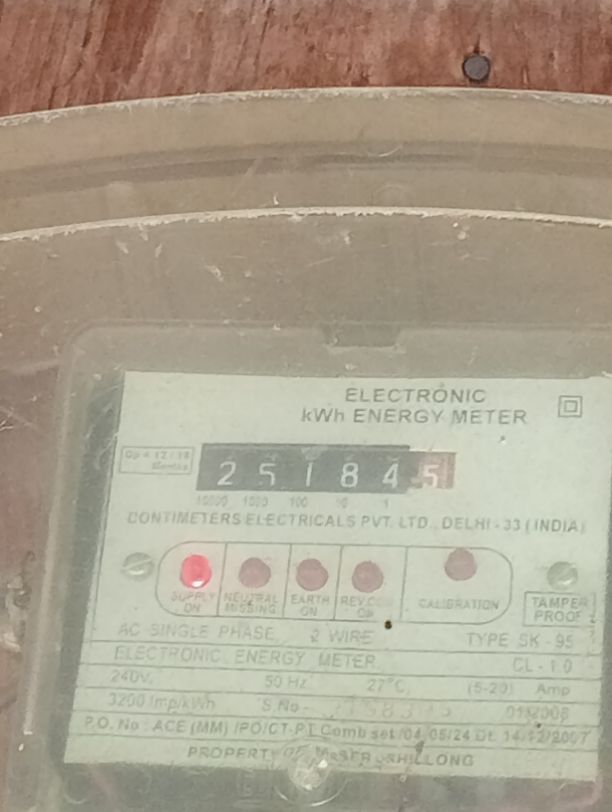 ELECTRONIC
kWh ENERGY METER
2 5 1 8 4 5
10000 1000 100 10 1
CONTIMETERS ELECTRICALS PVT. LTD. DELHI - 33 (INDIA)
SUPPLY ON
NEUTRAL MISSING
EARTH ON
CALIBRATION
TAMPER PROOF
AC SINGLE PHASE, 2 WIRE TYPE SK - 95
ELECTRONIC ENERGY METER CL - 1.0
240V. 50 Hz 27°C, (5-20) Amp
3200 Imp/kWh S.No-
P.O. No : ACE (MM) /PO/CT-PT Comb set /04/05/24 Dt. 14/12/2007
PROPERTY OF SHILLONG